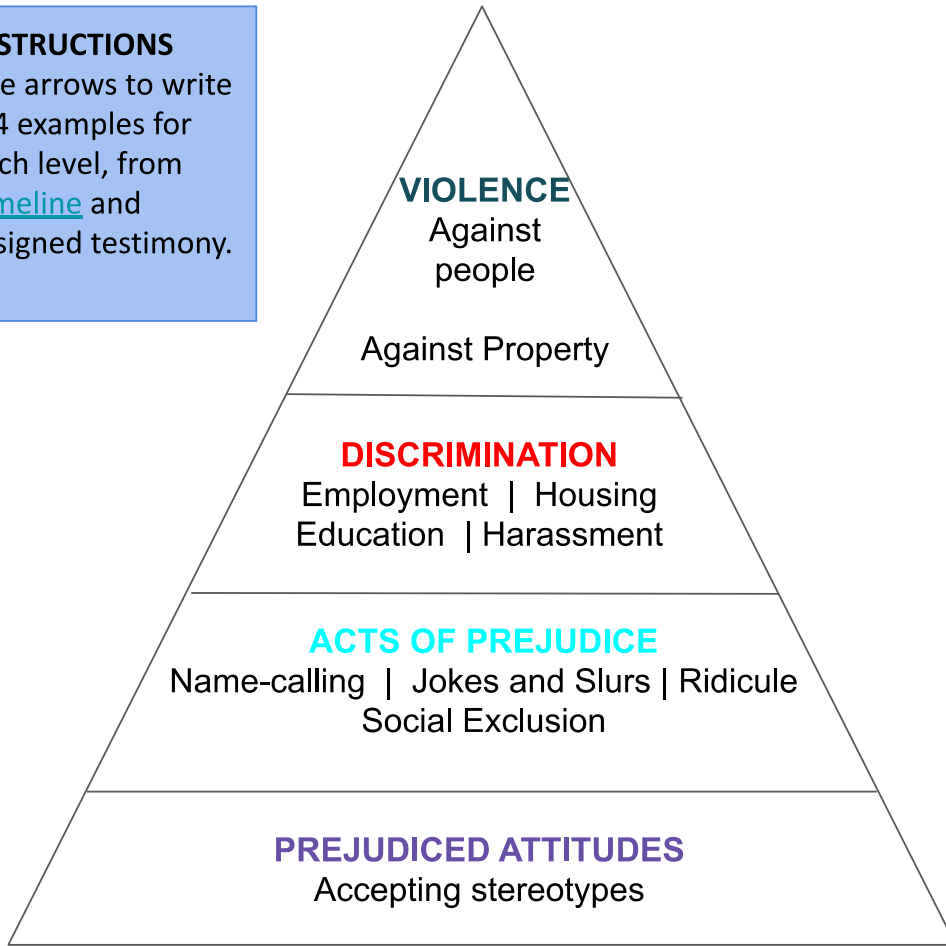 STRUCTIONS
e arrows to write
4 examples for
ch level, from
meline and
signed testimony.
VIOLENCE
Against
people
Against Property
DISCRIMINATION
Employment | Housing
Education | Harassment
ACTS OF PREJUDICE
Name-calling | Jokes and Slurs | Ridicule
Social Exclusion
PREJUDICED ATTITUDES
Accepting stereotypes